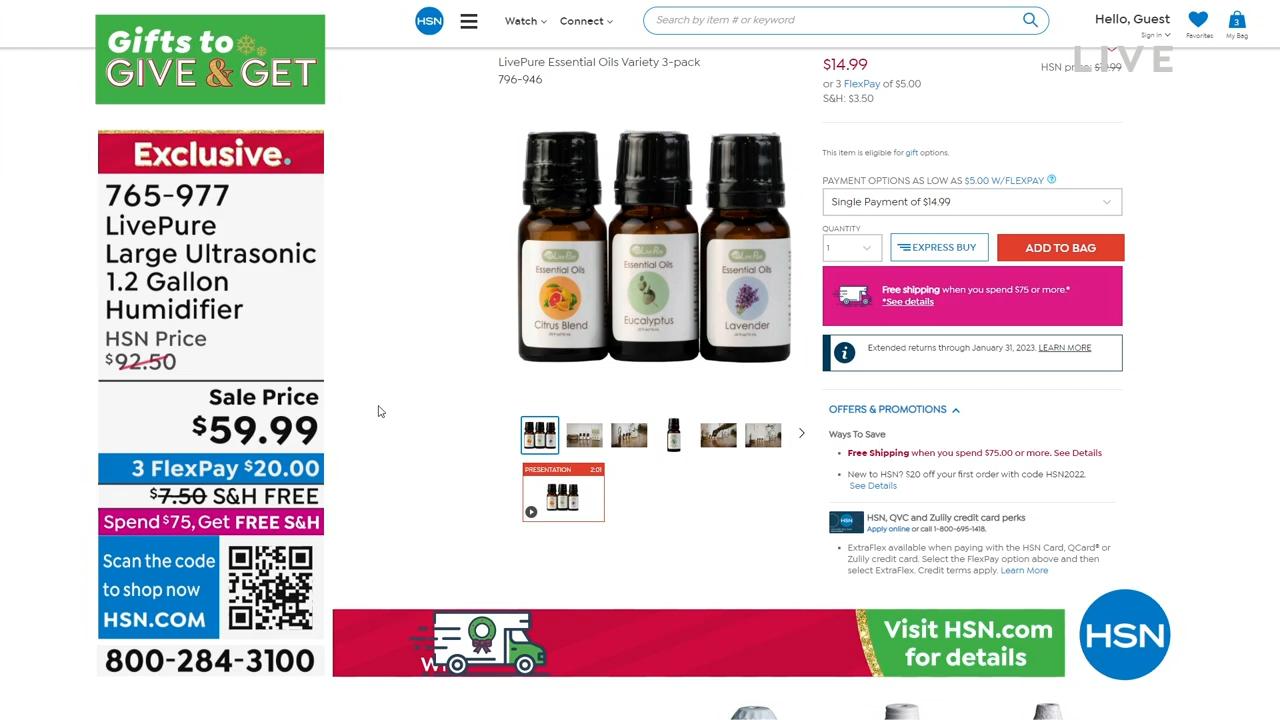 Gifts to
GIVE & GET
Exclusive.
765-977
LivePure
Large Ultrasonic
1.2 Gallon
Humidifier
HSN Price
$92.50
Sale Price
$59.99
3 FlexPay $20.00
$7.50 S&H FREE
Spend $75, Get FREE S&H
Scan the code
to shop now
HSN.COM
800-284-3100
HSN
Watch
Connect
Search by item # or keyword
Hello, Guest
Sign in
Favorites
3
My Bag
LIVE
LivePure Essential Oils Variety 3-pack
796-946
$14.99
HSN price:
or 3 FlexPay of $5.00
S&H: $3.50
This item is eligible for gift options.
PAYMENT OPTIONS AS LOW AS $5.00 W/FLEXPAY
Single Payment of $14.99
QUANTITY
1
EXPRESS BUY
ADD TO BAG
Free shipping when you spend $75 or more.*
*See details
Extended returns through January 31, 2023. LEARN MORE
OFFERS & PROMOTIONS
Ways To Save
Free Shipping when you spend $75.00 or more. See Details
New to HSN? $20 off your first order with code HSN2022.
See Details
HSN, QVC and Zulily credit card perks
Apply online or call 1-800-695-1418.
ExtraFlex available when paying with the HSN Card, QCard® or
Zulily credit card. Select the FlexPay option above and then
select ExtraFlex. Credit terms apply. Learn More
Live Pure
Essential Oils
Citrus Blend
Live Pure
Essential Oils
Eucalyptus
Live Pure
Essential Oils
Lavender
PRESENTATION 2:01
Visit HSN.com
for details
HSN